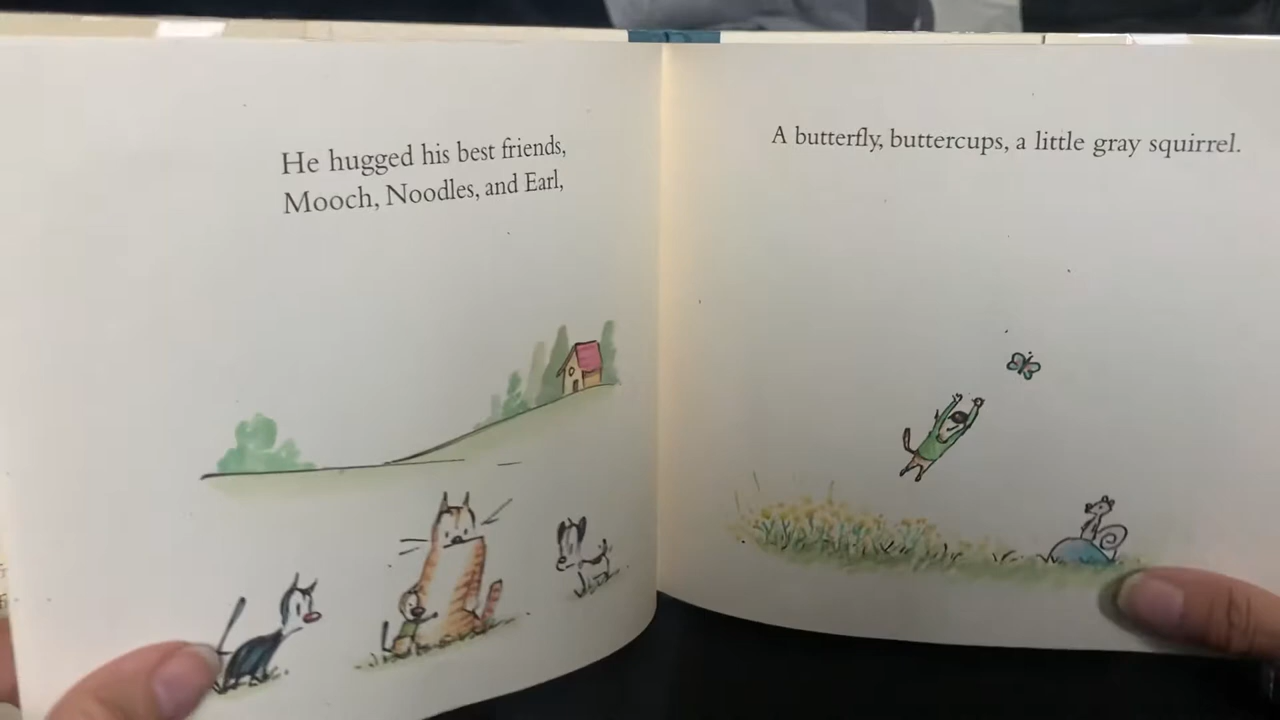 He hugged his best friends,
Mooch, Noodles, and Earl,
A butterfly, buttercups, a little gray squirrel.